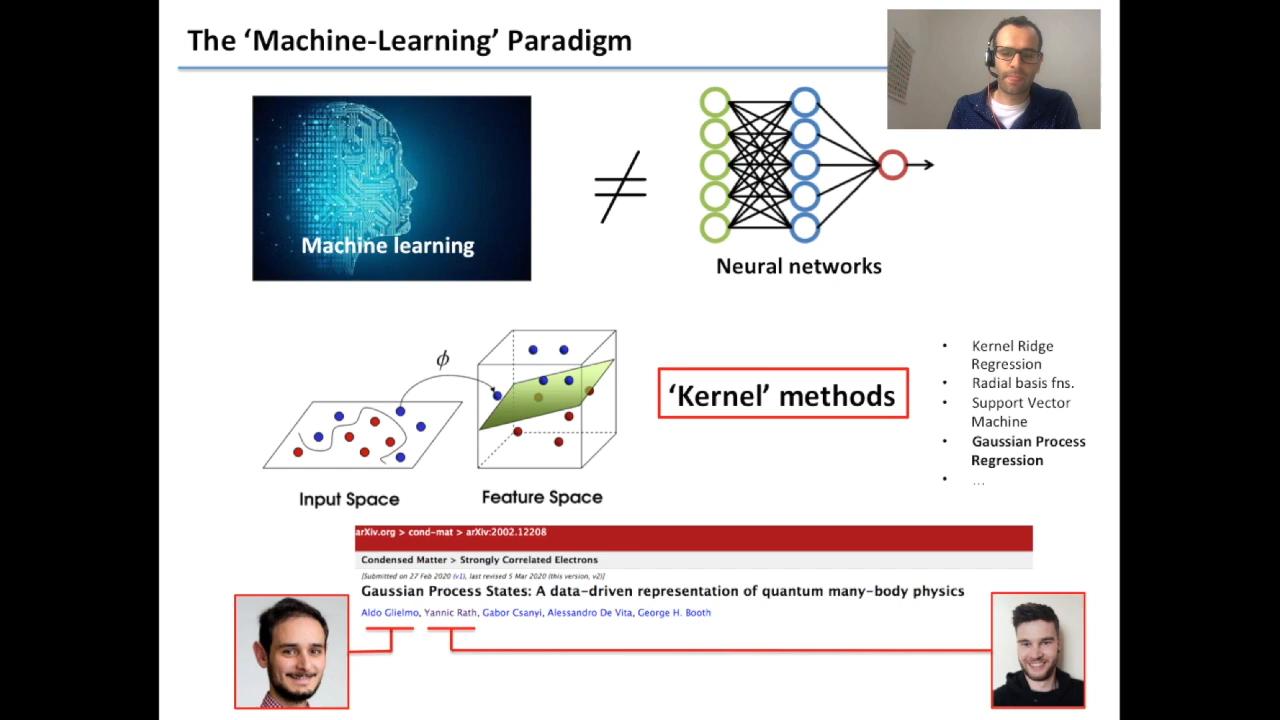 The ‘Machine-Learning’ Paradigm
Machine learning
≠
Neural networks
ϕ
Input Space
Feature Space
‘Kernel’ methods
• Kernel Ridge
Regression
• Radial basis fns.
• Support Vector
Machine
• Gaussian Process
Regression
• ...
arXiv.org > cond-mat > arXiv:2002.12208
Condensed Matter > Strongly Correlated Electrons
[Submitted on 27 Feb 2020 (v1), last revised 5 Mar 2020 (this version, v2)]
Gaussian Process States: A data-driven representation of quantum many-body physics
Aldo Glielmo, Yannic Rath, Gabor Csanyi, Alessandro De Vita, George H. Booth